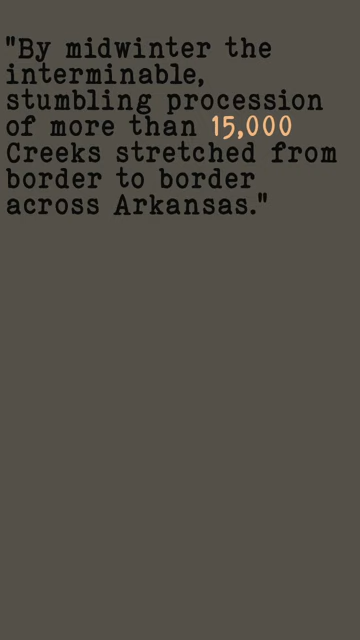 "By midwinter the
interminable,
stumbling procession
of more than 15,000
Creeks stretched from
border to border
across Arkansas."